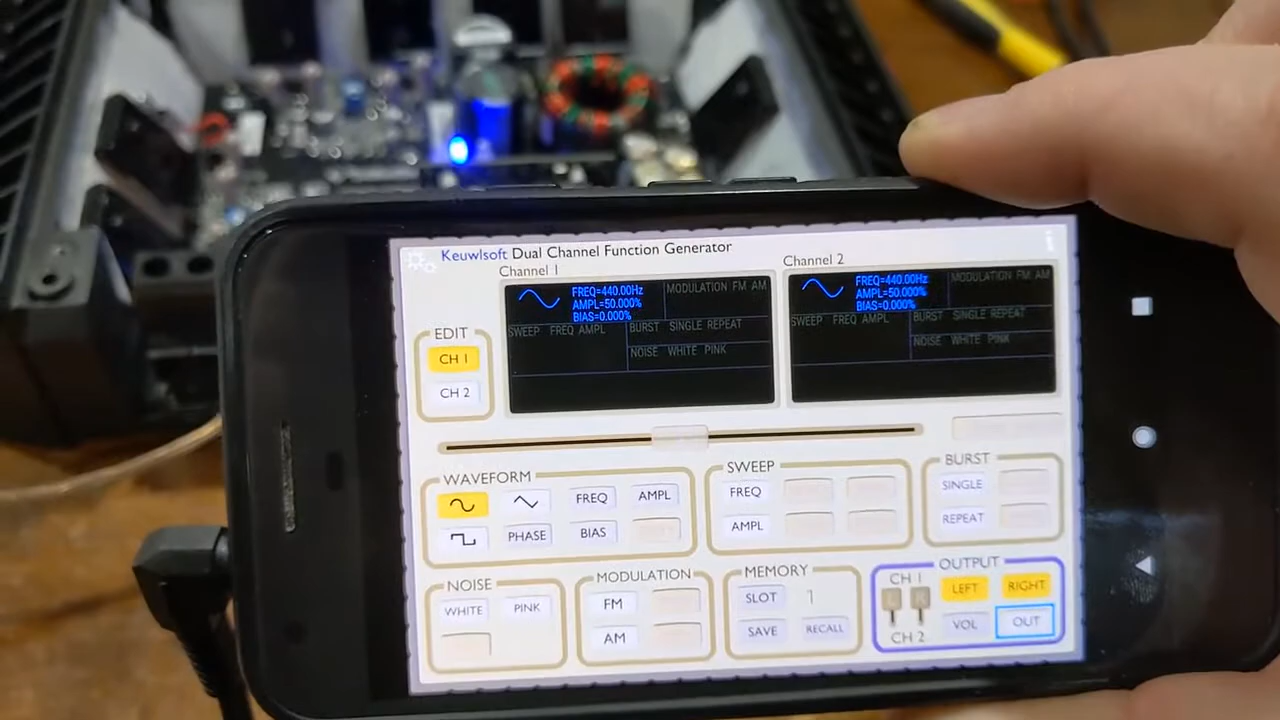 Keuwlsoft Dual Channel Function Generator
Channel 1
Channel 2
FREQ=440.00Hz
AMPL=50.000%
BIAS=0.000%
MODULATION FM AM
SWEEP FREQ AMPL
BURST SINGLE REPEAT
NOISE WHITE PINK
FREQ=440.00Hz
AMPL=50.000%
BIAS=0.000%
MODULATION FM AM
SWEEP FREQ AMPL
BURST SINGLE REPEAT
NOISE WHITE PINK
EDIT
CH 1
CH 2
WAVEFORM
FREQ
AMPL
PHASE
BIAS
SWEEP
FREQ
AMPL
BURST
SINGLE
REPEAT
NOISE
WHITE
PINK
MODULATION
FM
AM
MEMORY
SLOT
1
SAVE
RECALL
OUTPUT
CH 1
CH 2
LEFT
RIGHT
VOL
OUT